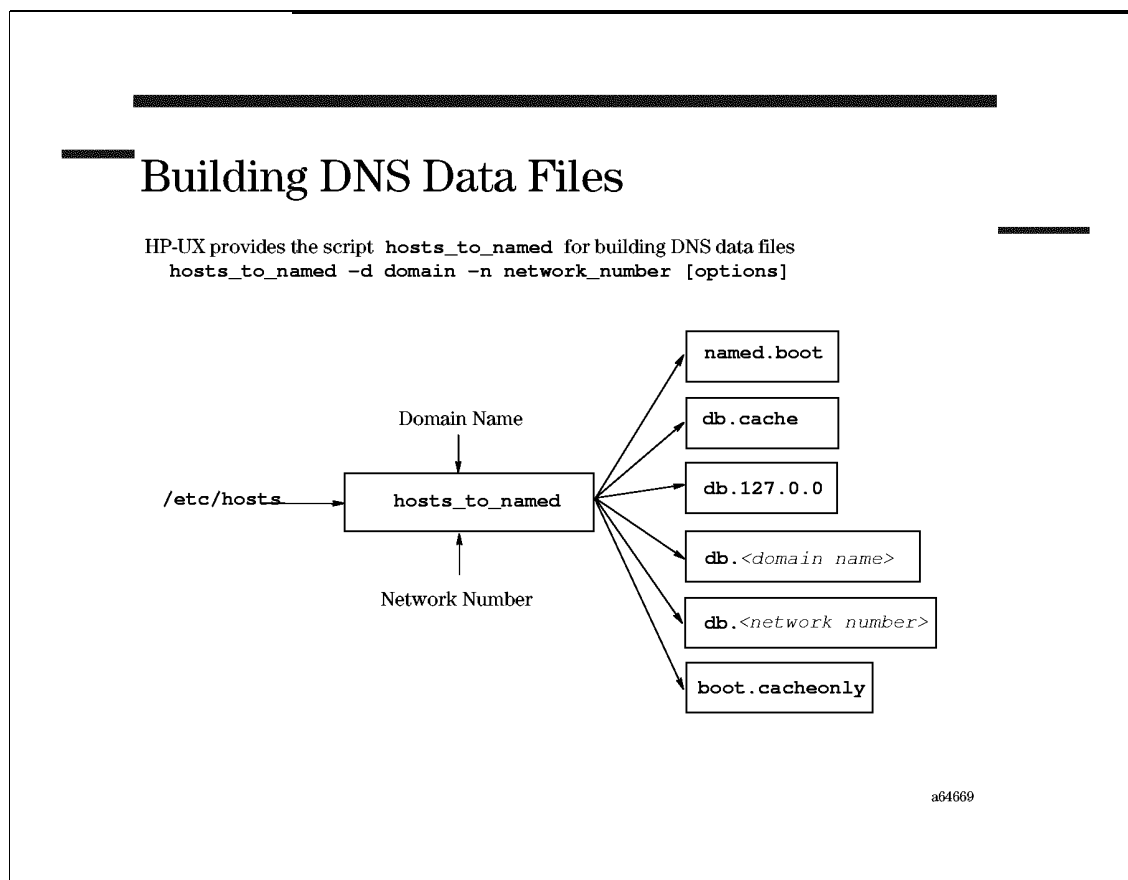 Building DNS Data Files
HP-UX provides the script hosts_to_named for building DNS data files
hosts_to_named –d domain –n network_number [options]
named.boot
db.cache
Domain Name
db.127.0.0
/etc/hosts
hosts_to_named
db.<domain name>
Network Number
db.<network number>
boot.cacheonly
a64669